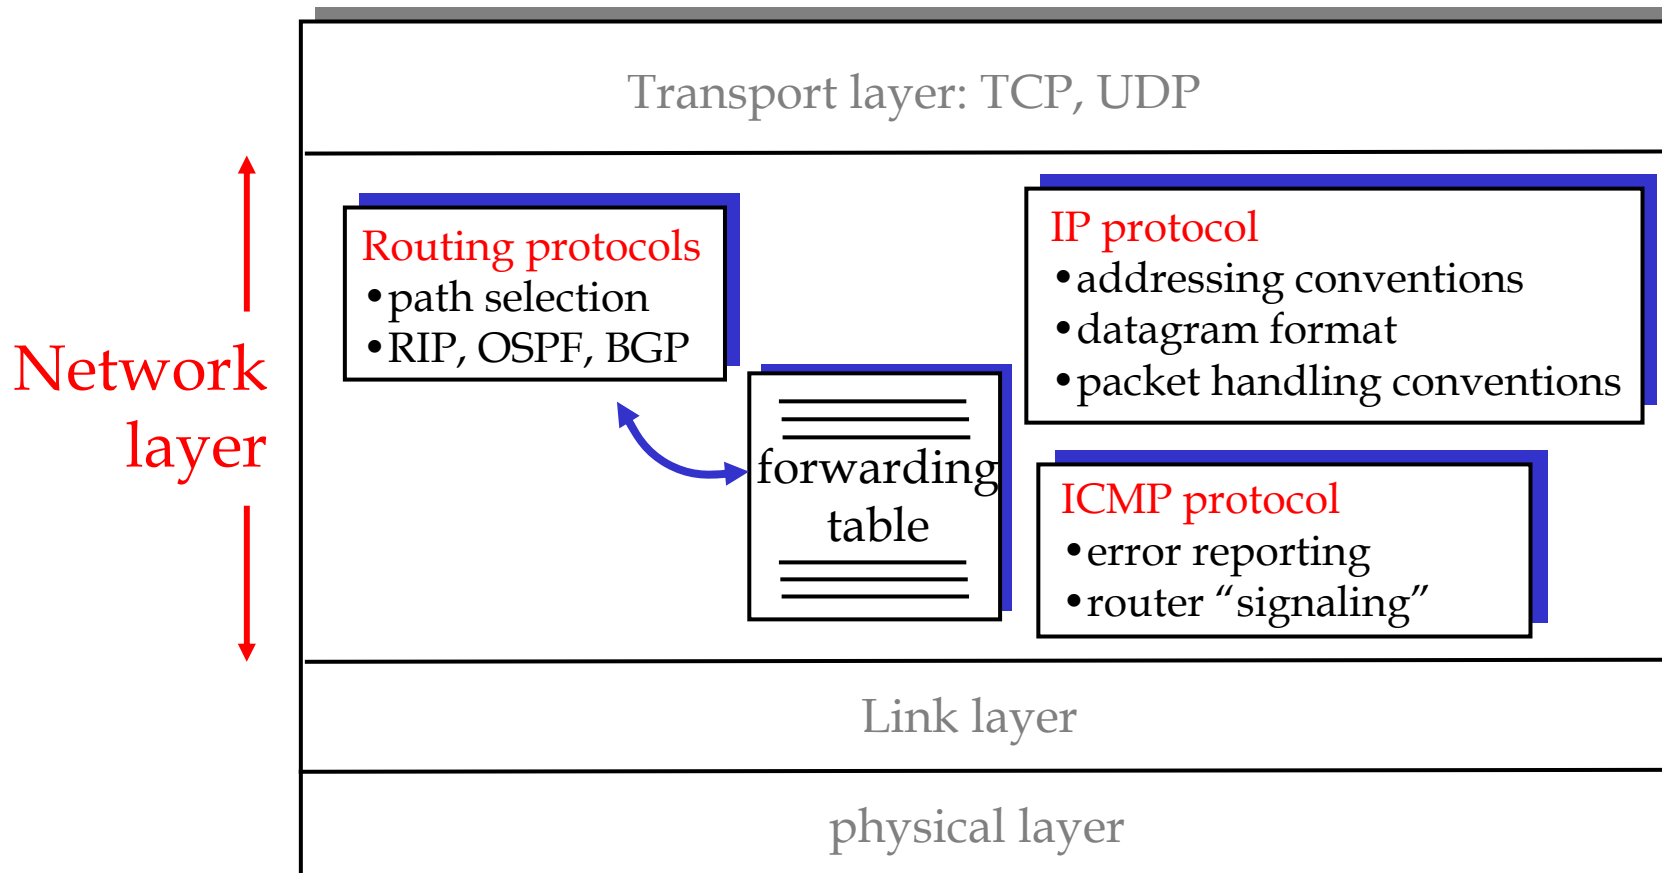 Transport layer: TCP, UDP
Network
layer
Routing protocols
•path selection
•RIP, OSPF, BGP
forwarding
table
IP protocol
•addressing conventions
•datagram format
•packet handling conventions
ICMP protocol
•error reporting
•router “signaling”
Link layer
physical layer